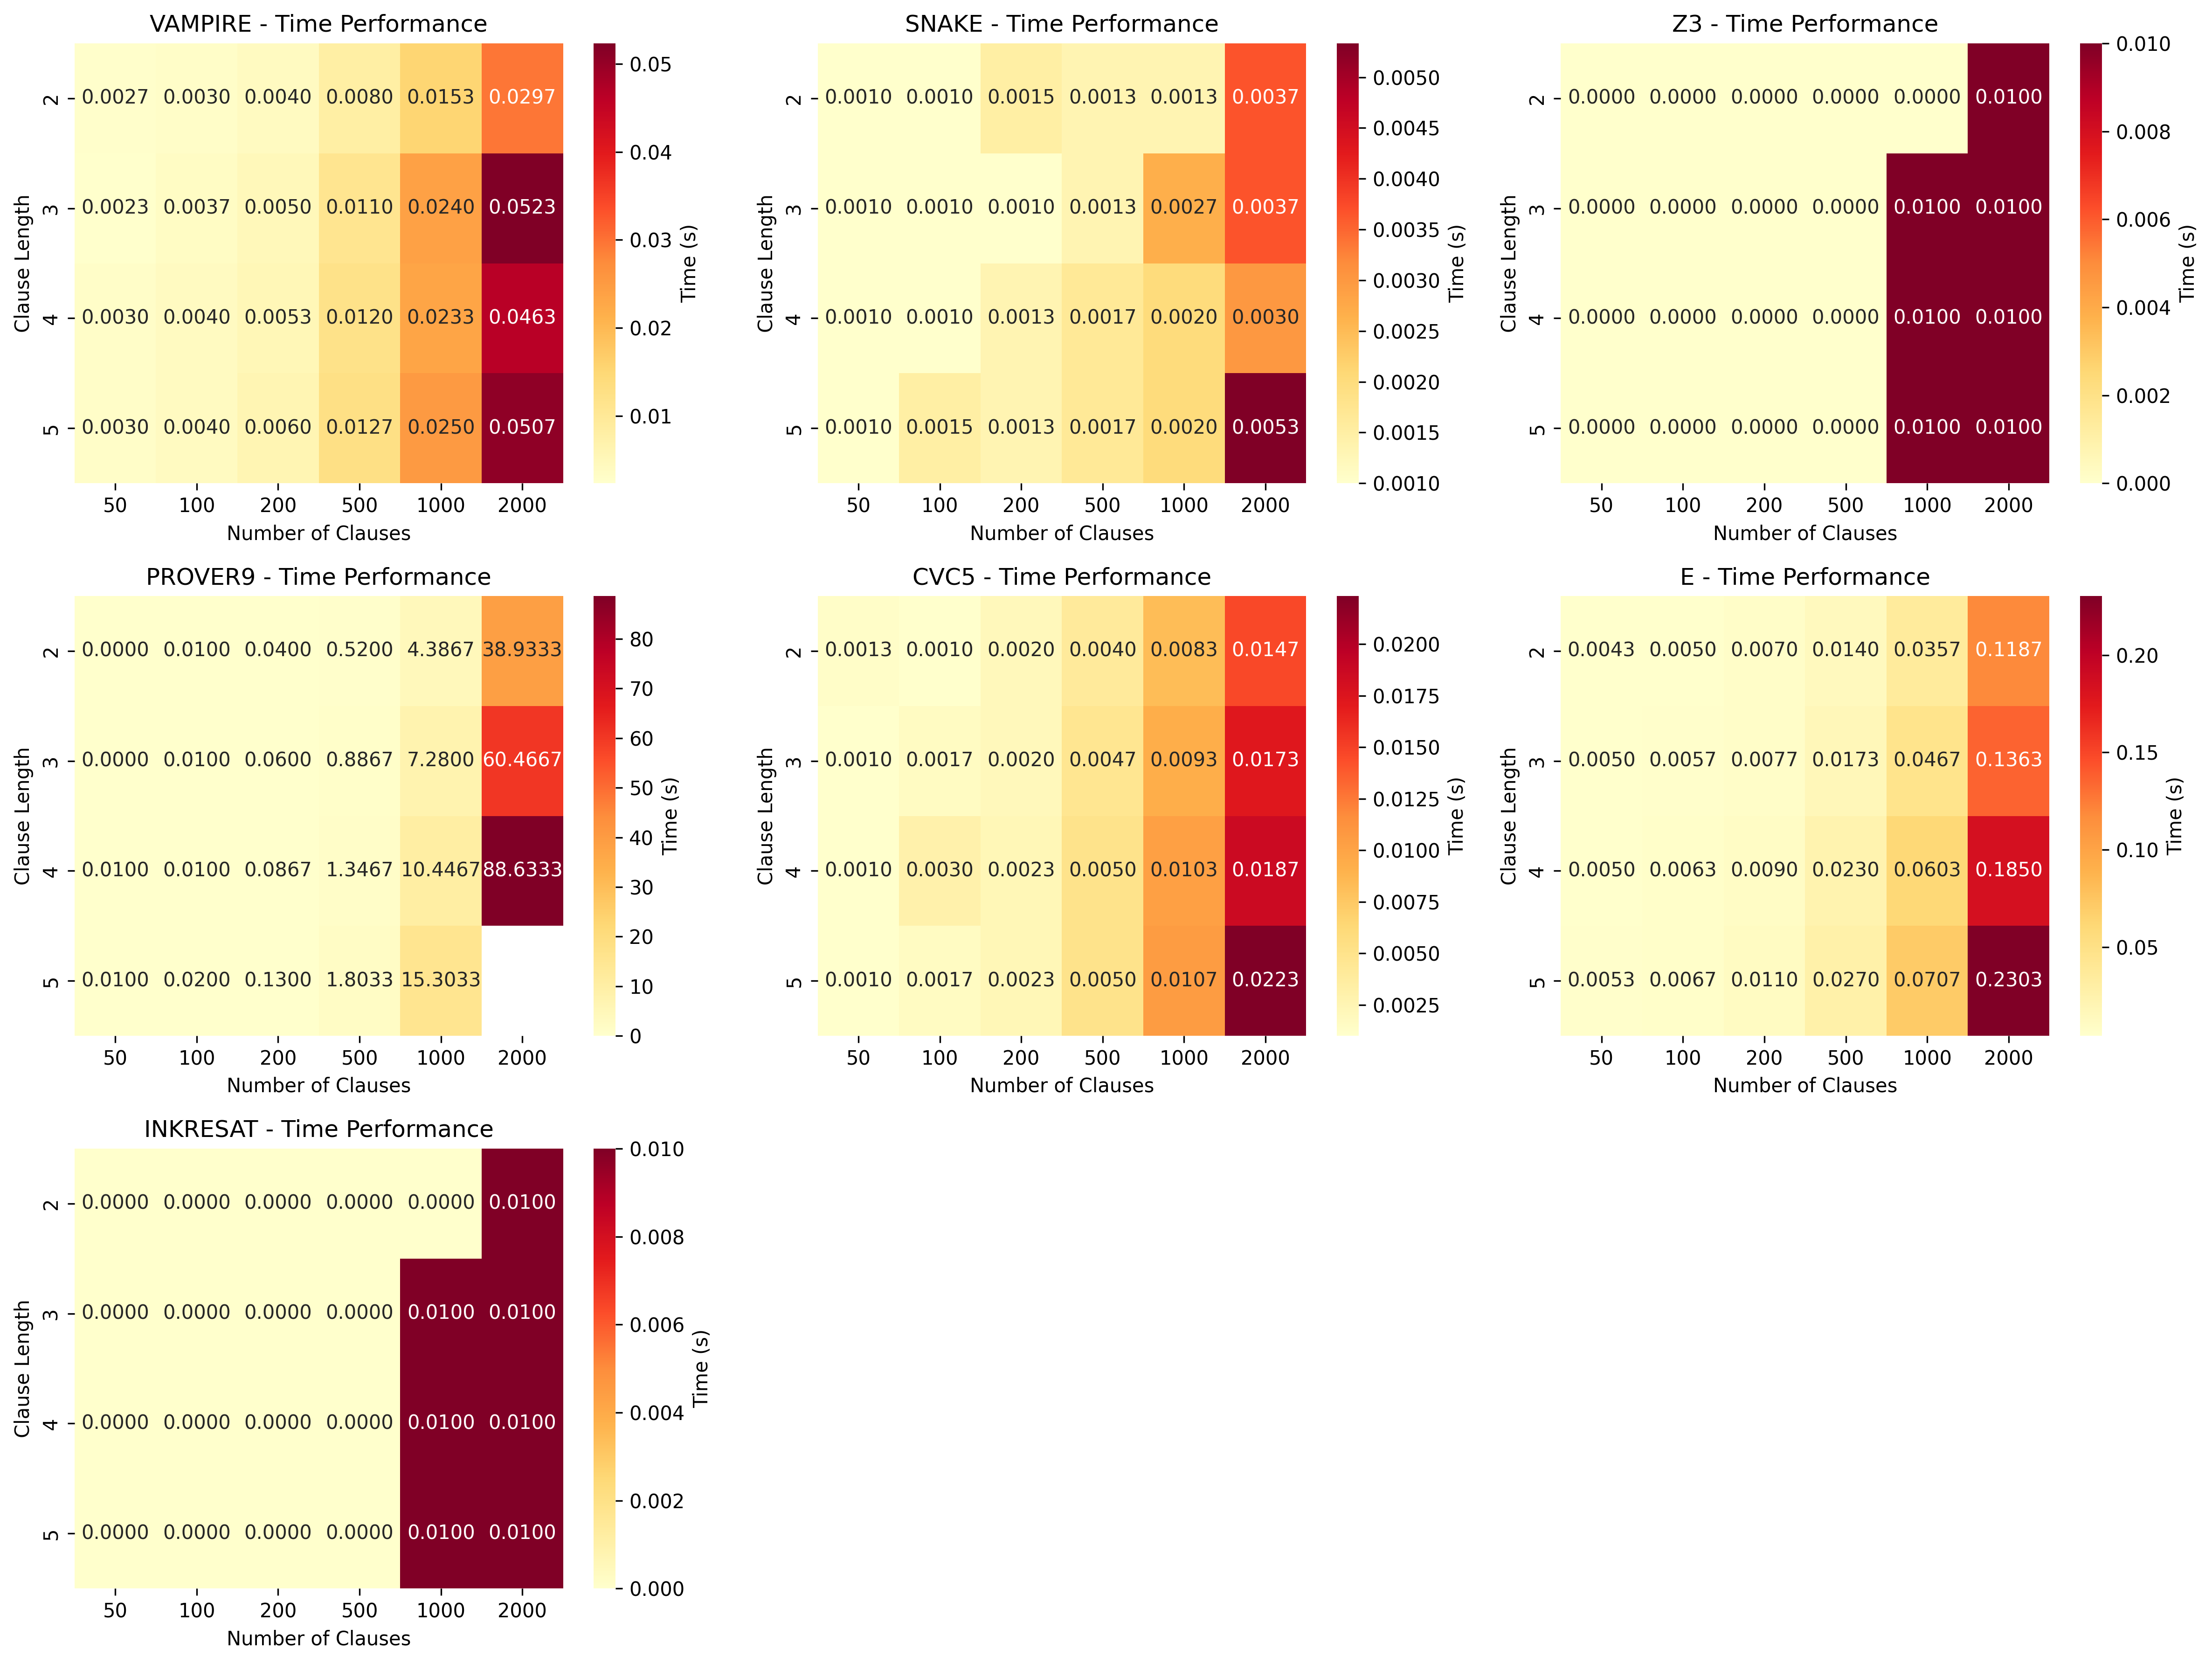 VAMPIRE - Time Performance
Clause Length
2 0.0027 0.0030 0.0040 0.0080 0.0153 0.0297
3 0.0023 0.0037 0.0050 0.0110 0.0240 0.0523
4 0.0030 0.0040 0.0053 0.0120 0.0233 0.0463
5 0.0030 0.0040 0.0060 0.0127 0.0250 0.0507
50 100 200 500 1000 2000
Number of Clauses
0.05
0.04
0.03
0.02
0.01
Time (s)
SNAKE - Time Performance
Clause Length
2 0.0010 0.0010 0.0015 0.0013 0.0013 0.0037
3 0.0010 0.0010 0.0010 0.0013 0.0027 0.0037
4 0.0010 0.0010 0.0013 0.0017 0.0020 0.0030
5 0.0010 0.0015 0.0013 0.0017 0.0020 0.0053
50 100 200 500 1000 2000
Number of Clauses
0.0050
0.0045
0.0040
0.0035
0.0030
0.0025
0.0020
0.0015
0.0010
Time (s)
Z3 - Time Performance
Clause Length
2 0.0000 0.0000 0.0000 0.0000 0.0000 0.0100
3 0.0000 0.0000 0.0000 0.0000 0.0100 0.0100
4 0.0000 0.0000 0.0000 0.0000 0.0100 0.0100
5 0.0000 0.0000 0.0000 0.0000 0.0100 0.0100
50 100 200 500 1000 2000
Number of Clauses
0.010
0.008
0.006
0.004
0.002
0.000
Time (s)
PROVER9 - Time Performance
Clause Length
2 0.0000 0.0100 0.0400 0.5200 4.3867 38.9333
3 0.0000 0.0100 0.0600 0.8867 7.2800 60.4667
4 0.0100 0.0100 0.0867 1.3467 10.4467 88.6333
5 0.0100 0.0200 0.1300 1.8033 15.3033
50 100 200 500 1000 2000
Number of Clauses
80
70
60
50
40
30
20
10
0
Time (s)
CVC5 - Time Performance
Clause Length
2 0.0013 0.0010 0.0020 0.0040 0.0083 0.0147
3 0.0010 0.0017 0.0020 0.0047 0.0093 0.0173
4 0.0010 0.0030 0.0023 0.0050 0.0103 0.0187
5 0.0010 0.0017 0.0023 0.0050 0.0107 0.0223
50 100 200 500 1000 2000
Number of Clauses
0.0200
0.0175
0.0150
0.0125
0.0100
0.0075
0.0050
0.0025
Time (s)
E - Time Performance
Clause Length
2 0.0043 0.0050 0.0070 0.0140 0.0357 0.1187
3 0.0050 0.0057 0.0077 0.0173 0.0467 0.1363
4 0.0050 0.0063 0.0090 0.0230 0.0603 0.1850
5 0.0053 0.0067 0.0110 0.0270 0.0707 0.2303
50 100 200 500 1000 2000
Number of Clauses
0.20
0.15
0.10
0.05
Time (s)
INKRESAT - Time Performance
Clause Length
2 0.0000 0.0000 0.0000 0.0000 0.0000 0.0100
3 0.0000 0.0000 0.0000 0.0000 0.0100 0.0100
4 0.0000 0.0000 0.0000 0.0000 0.0100 0.0100
5 0.0000 0.0000 0.0000 0.0000 0.0100 0.0100
50 100 200 500 1000 2000
Number of Clauses
0.010
0.008
0.006
0.004
0.002
0.000
Time (s)